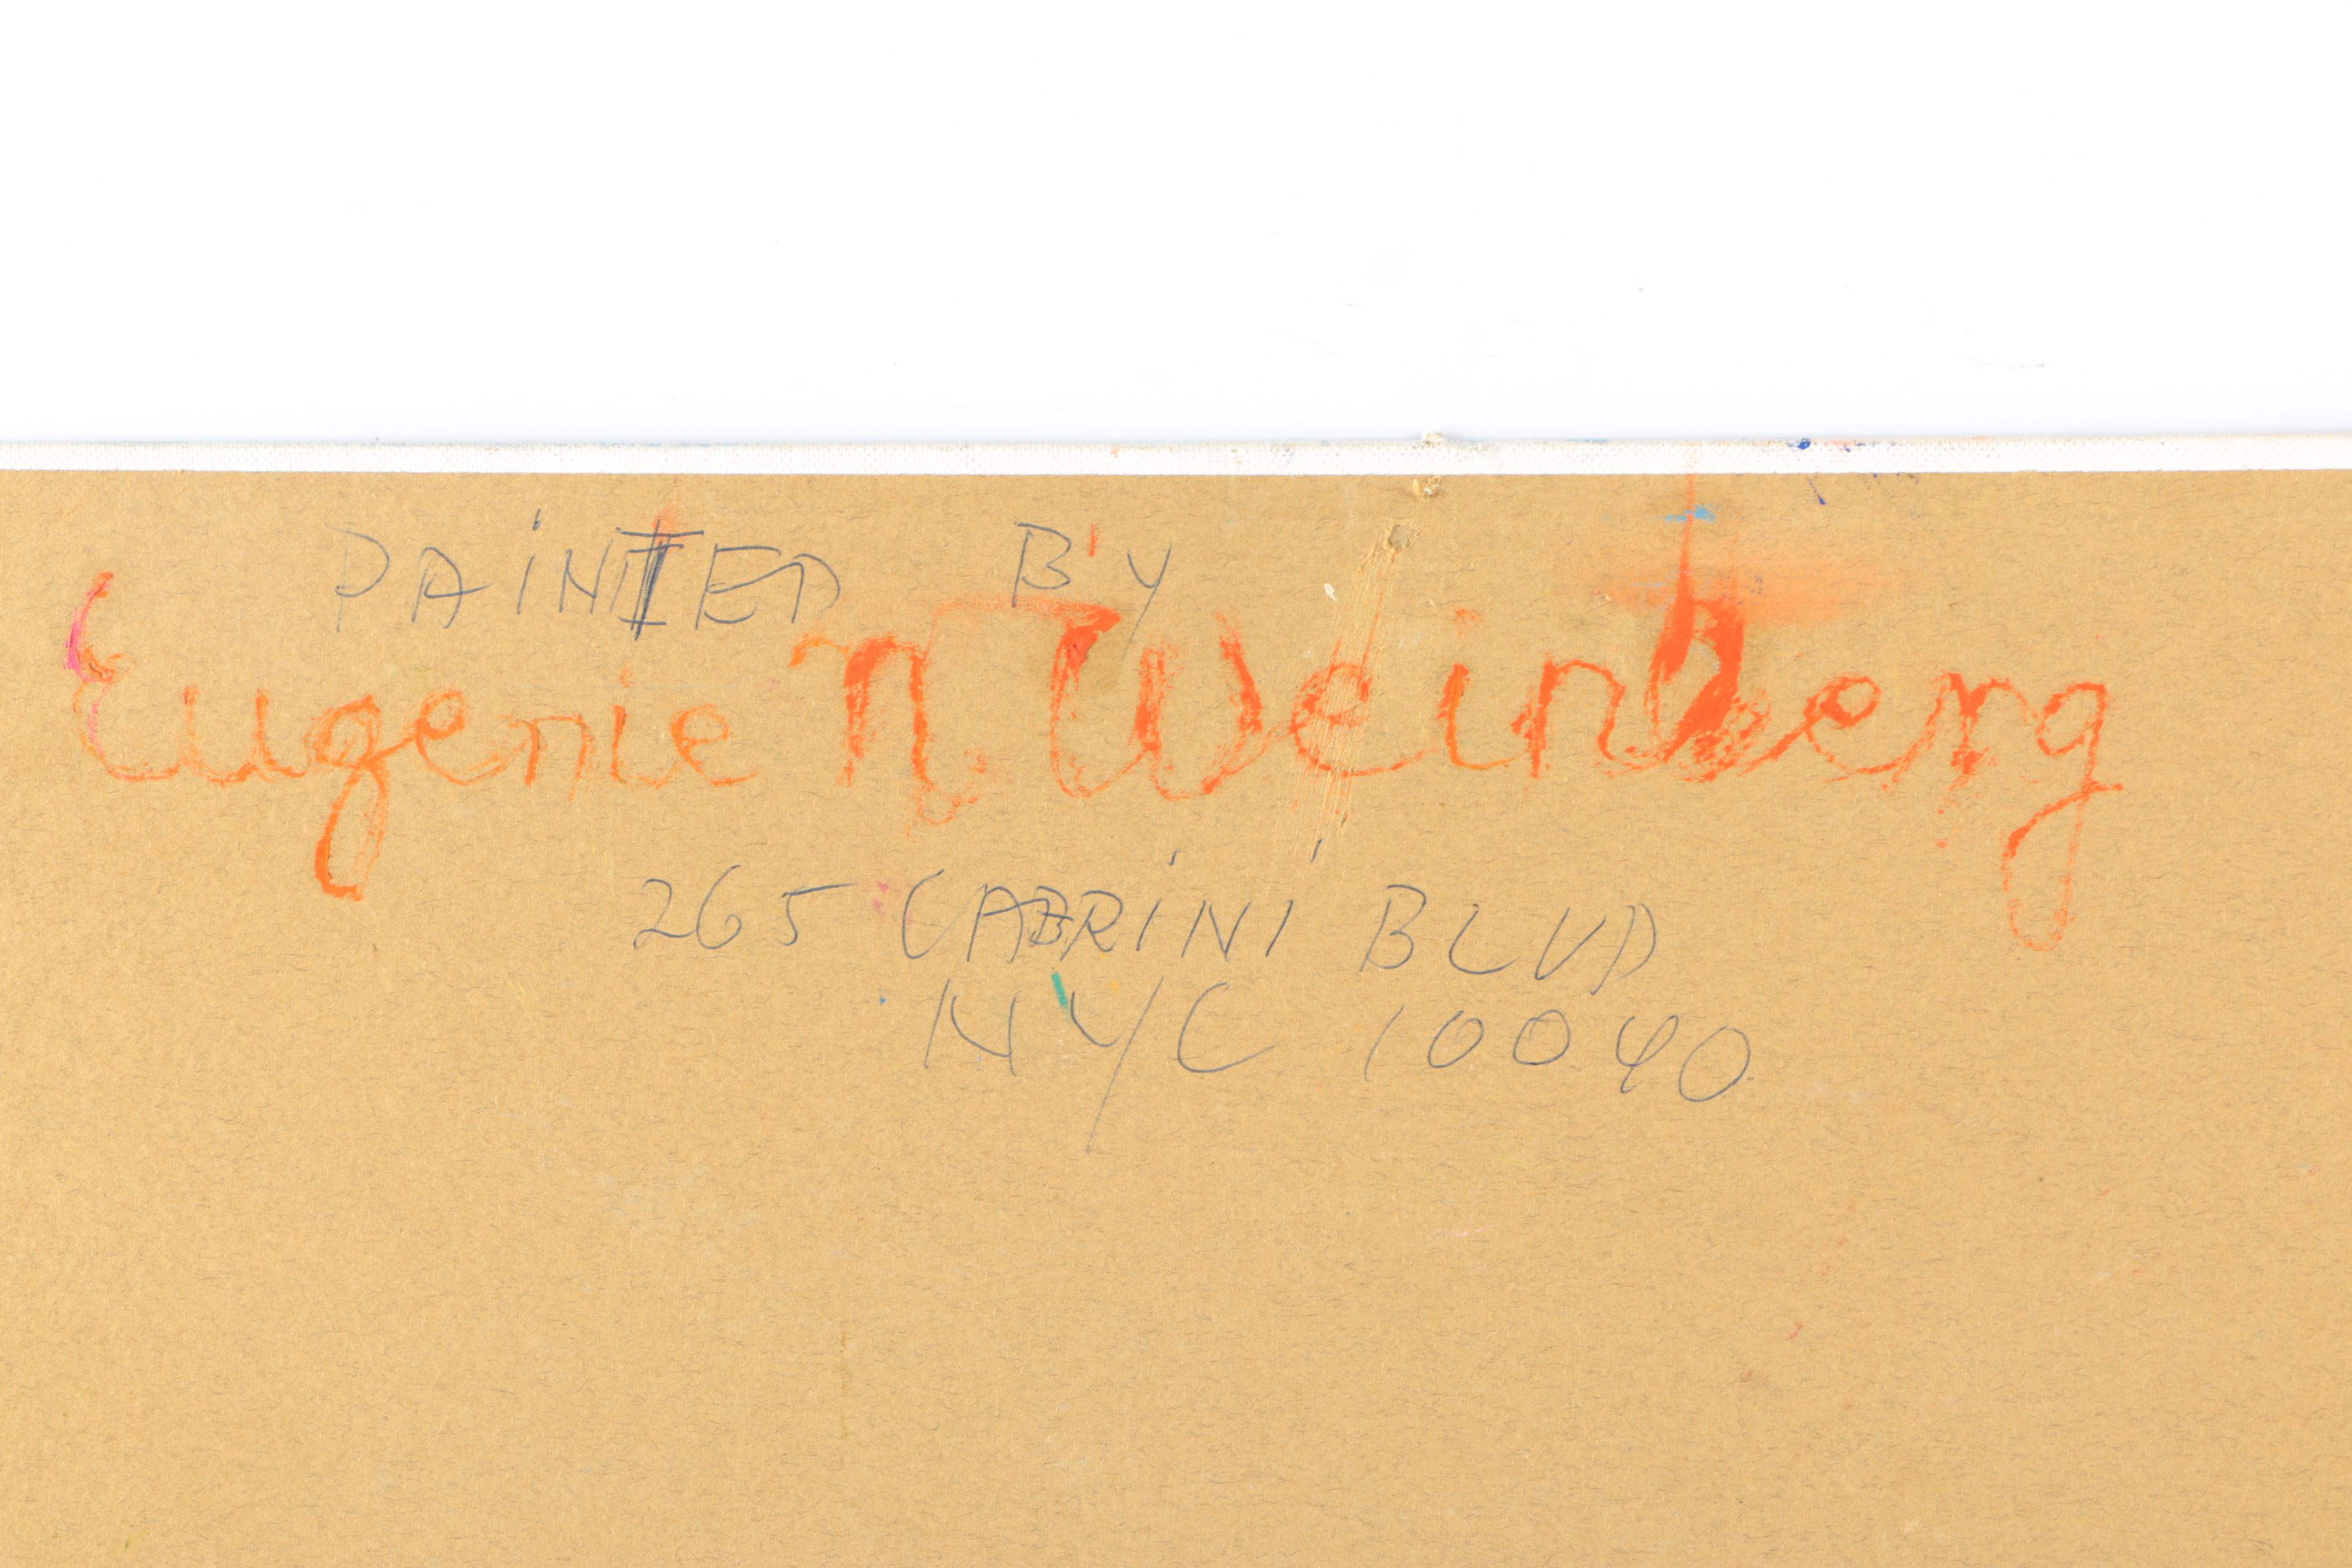 PAiNTED BY
Eugenie N. Weinberg
265 CABRiNi BLVD
NYC 10040